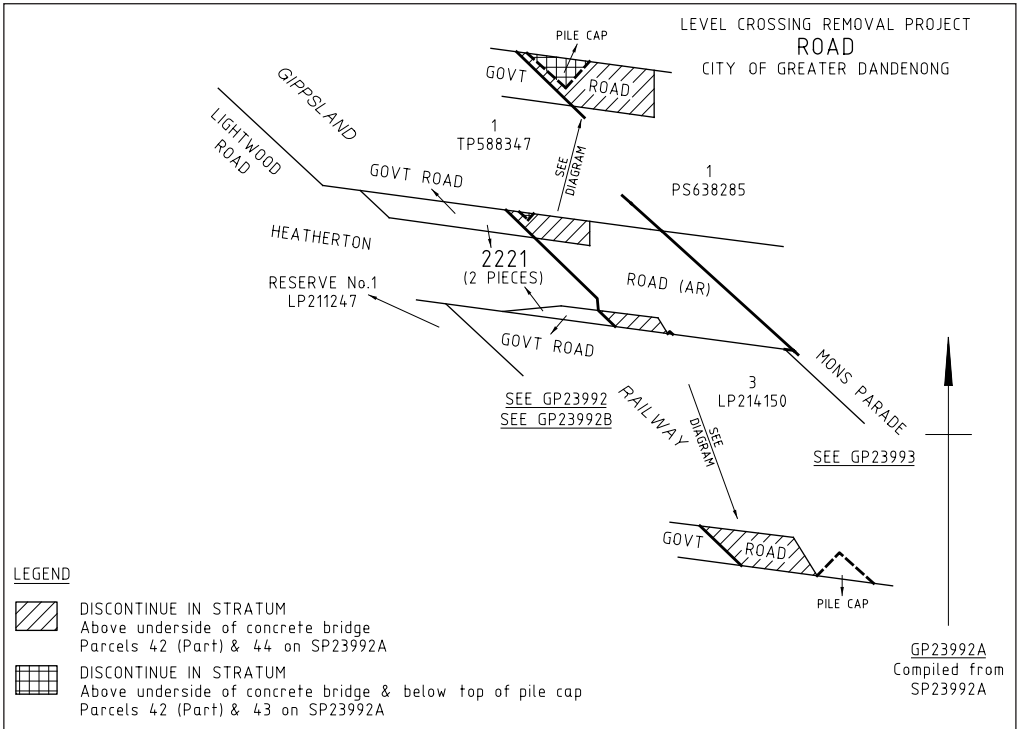 LEVEL CROSSING REMOVAL PROJECT
ROAD
CITY OF GREATER DANDENONG
PILE CAP
GOVT ROAD
GIPPSLAND
LIGHTWOOD
ROAD
1
TP588347
SEE
DIAGRAM
1
PS638285
GOVT ROAD
HEATHERTON
2221
(2 PIECES)
ROAD (AR)
RESERVE No.1
LP211247
GOVT ROAD
SEE GP23992
SEE GP23992B
RAILWAY
3
LP214150
MONS PARADE
SEE
DIAGRAM
SEE GP23993
GOVT ROAD
PILE CAP
LEGEND
DISCONTINUE IN STRATUM
Above underside of concrete bridge
Parcels 42 (Part) & 44 on SP23992A
DISCONTINUE IN STRATUM
Above underside of concrete bridge & below top of pile cap
Parcels 42 (Part) & 43 on SP23992A
GP23992A
Compiled from
SP23992A